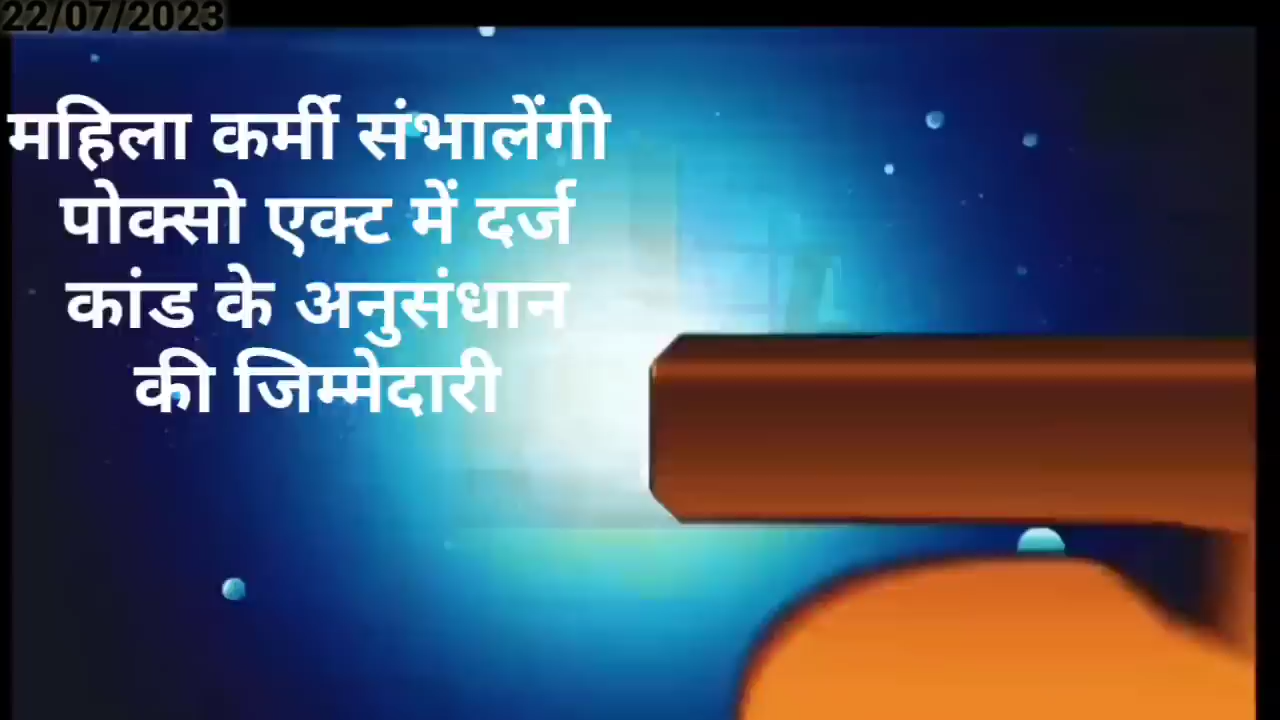 22/07/2023
महिला कर्मी संभालेंगी
पोक्सो एक्ट में दर्ज
कांड के अनुसंधान
की जिम्मेदारी